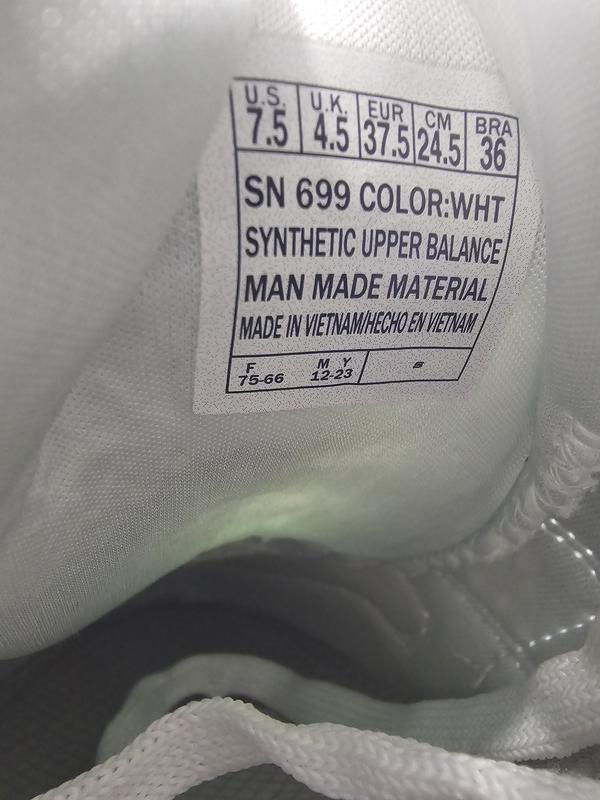 U.S. U.K. EUR CM BRA
7.5 4.5 37.5 24.5 36
SN 699 COLOR:WHT
SYNTHETIC UPPER BALANCE
MAN MADE MATERIAL
MADE IN VIETNAM/HECHO EN VIETNAM
F M Y
75-66 12-23